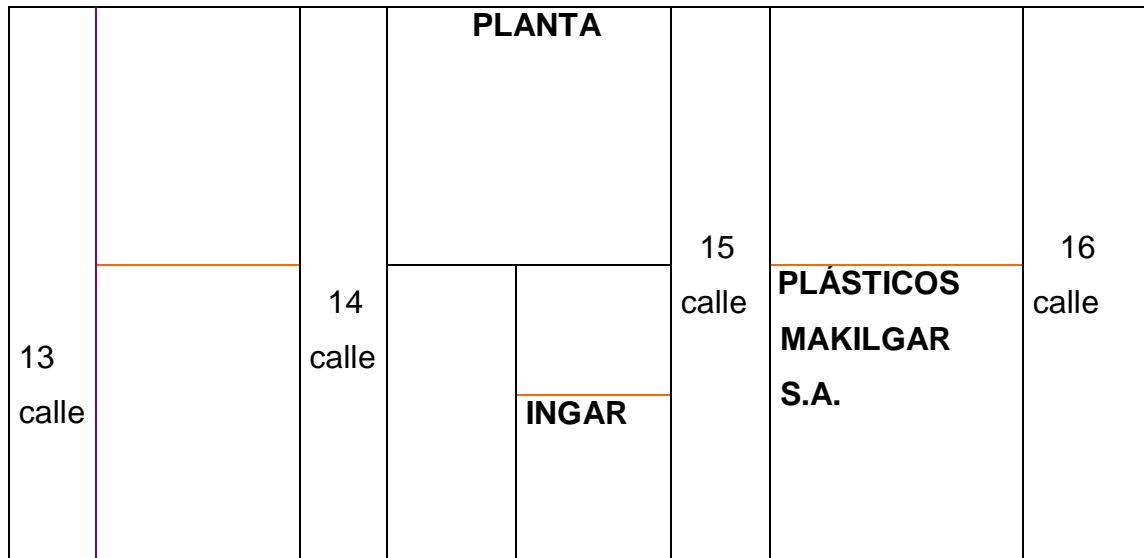 PLANTA
13
calle
14
calle
INGAR
15
calle
PLÁSTICOS
MAKILGAR
S.A.
16
calle